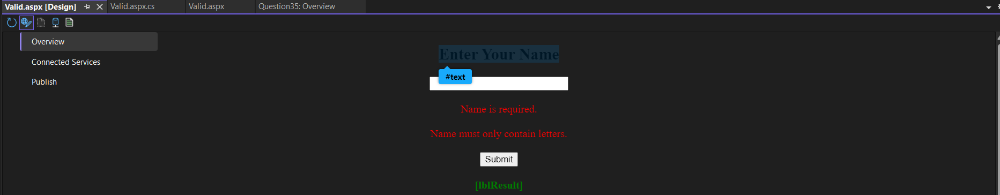 Valid.aspx [Design] Valid.aspx.cs Valid.aspx Question35: Overview
Overview
Connected Services
Publish
Enter Your Name
#text
Name is required.
Name must only contain letters.
Submit
[lblResult]